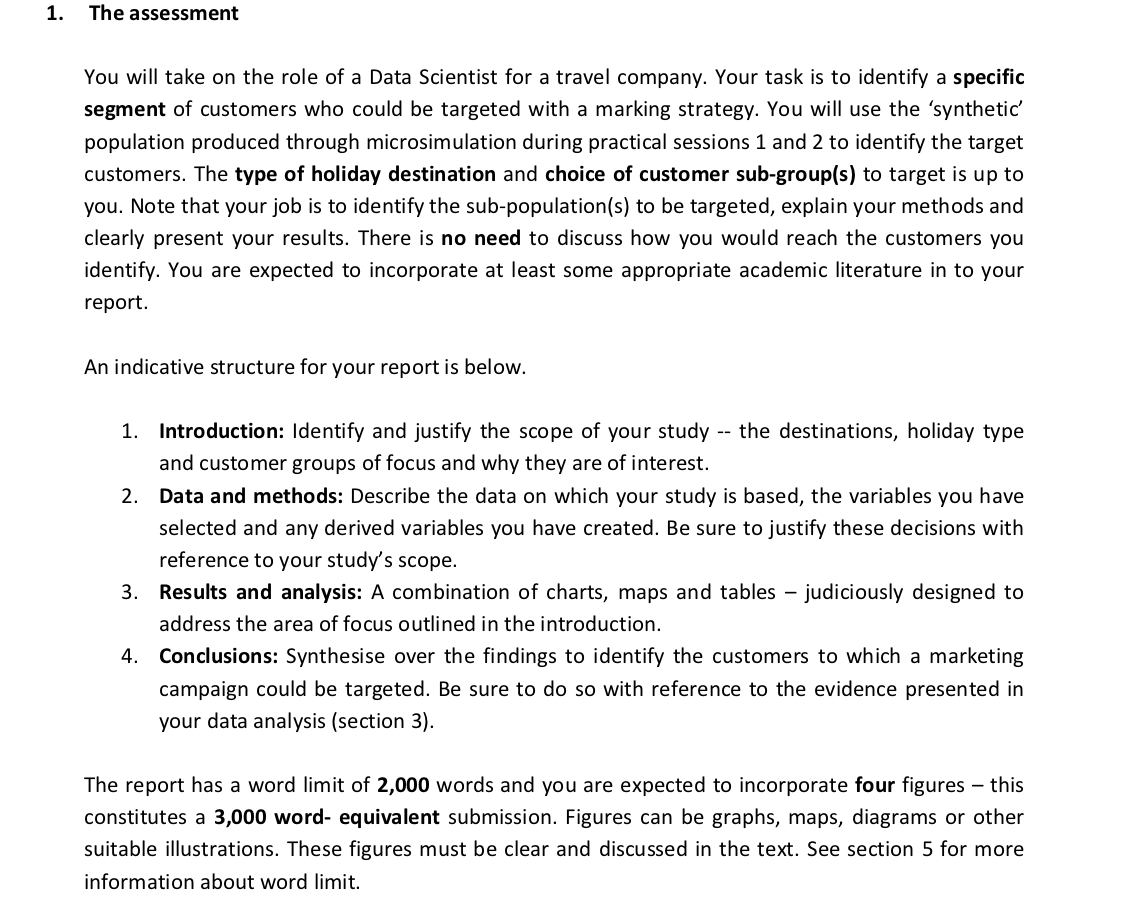 1. The assessment
You will take on the role of a Data Scientist for a travel company. Your task is to identify a specific
segment of customers who could be targeted with a marking strategy. You will use the ‘synthetic’
population produced through microsimulation during practical sessions 1 and 2 to identify the target
customers. The type of holiday destination and choice of customer sub-group(s) to target is up to
you. Note that your job is to identify the sub-population(s) to be targeted, explain your methods and
clearly present your results. There is no need to discuss how you would reach the customers you
identify. You are expected to incorporate at least some appropriate academic literature in to your
report.
An indicative structure for your report is below.
1. Introduction: Identify and justify the scope of your study -- the destinations, holiday type
and customer groups of focus and why they are of interest.
2. Data and methods: Describe the data on which your study is based, the variables you have
selected and any derived variables you have created. Be sure to justify these decisions with
reference to your study’s scope.
3. Results and analysis: A combination of charts, maps and tables – judiciously designed to
address the area of focus outlined in the introduction.
4. Conclusions: Synthesise over the findings to identify the customers to which a marketing
campaign could be targeted. Be sure to do so with reference to the evidence presented in
your data analysis (section 3).
The report has a word limit of 2,000 words and you are expected to incorporate four figures – this
constitutes a 3,000 word- equivalent submission. Figures can be graphs, maps, diagrams or other
suitable illustrations. These figures must be clear and discussed in the text. See section 5 for more
information about word limit.